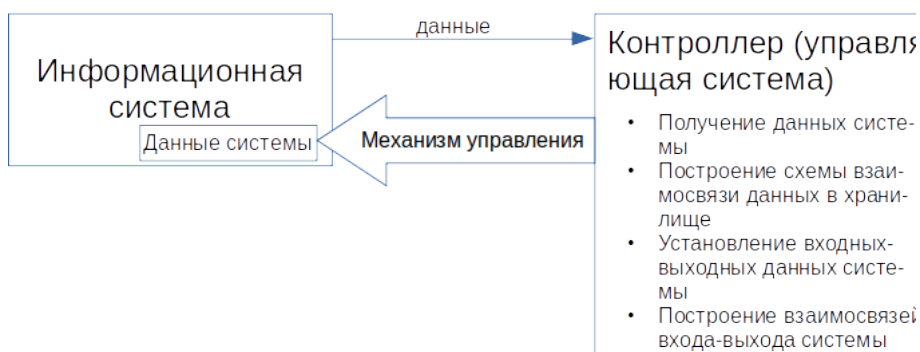 данные
Информационная
система
Данные системы
Механизм управления
Контроллер (управля
ющая система)
• Получение данных систе-
мы
• Построение схемы взаи-
мосвязи данных в храни-
лище
• Установление входных-
выходных данных систе-
мы
• Построение взаимосвязей
входа-выхода системы